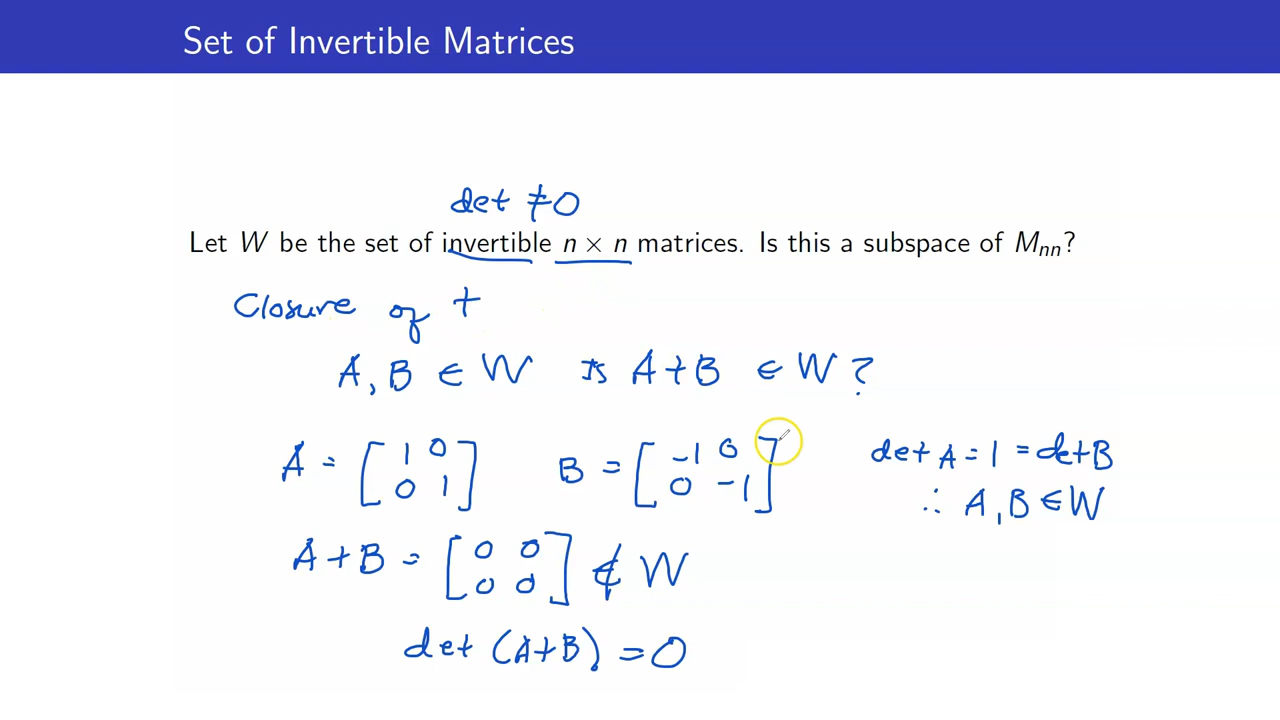 Set of Invertible Matrices
det ≠ 0
Let W be the set of invertible n × n matrices. Is this a subspace of Mₙₙ?
Closure of +
A, B ∈ W Is A + B ∈ W ?
A = [1 0; 0 1] B = [-1 0; 0 -1] det A = 1 = det B
∴ A, B ∈ W
A + B = [0 0; 0 0] ∉ W
det (A+B) = 0